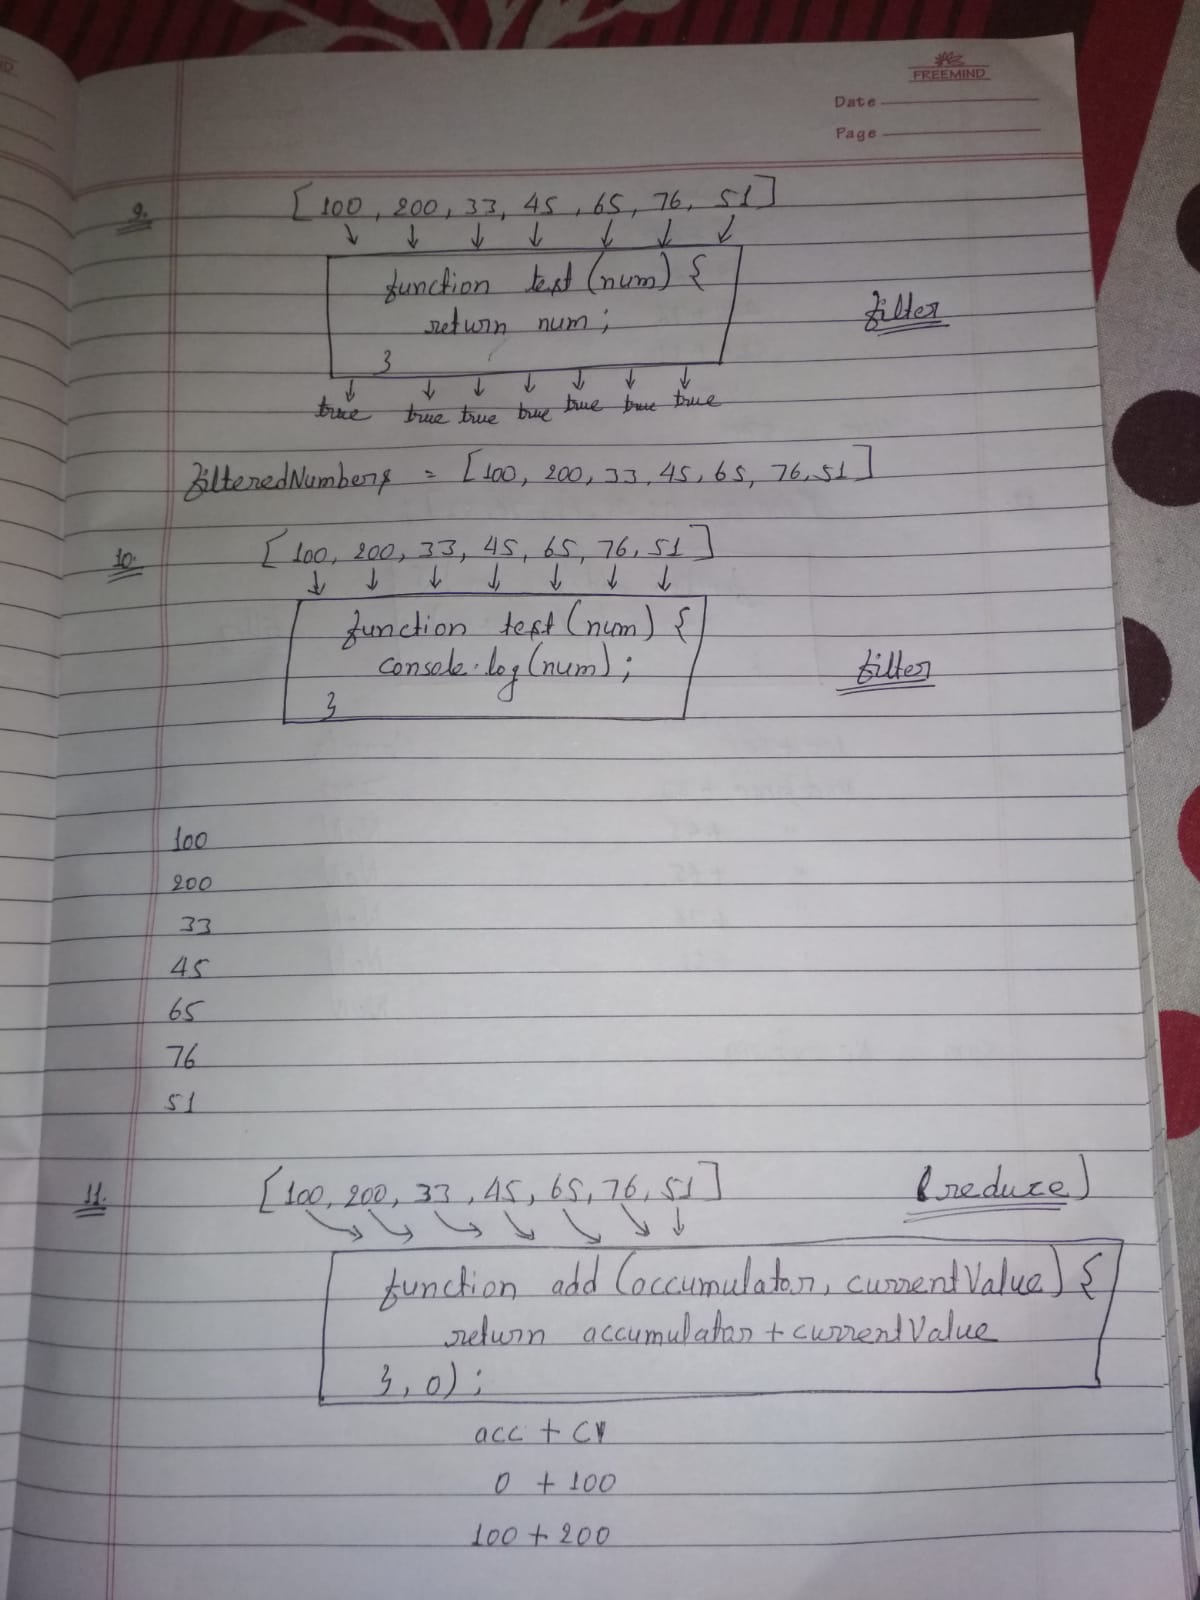 FREEMIND
Date
Page
9. [100, 200, 33, 45, 65, 76, 51]
function test (num) {
return num;
}
filter
true true true true true true true
filteredNumbers = [100, 200, 33, 45, 65, 76, 51]
10. [100, 200, 33, 45, 65, 76, 51]
function test (num) {
console.log(num);
}
filter
100
200
33
45
65
76
51
11. [100, 200, 33, 45, 65, 76, 51] (reduce)
function add (accumulator, currentValue) {
return accumulator + currentValue
}, 0);
acc + cv
0 + 100
100 + 200